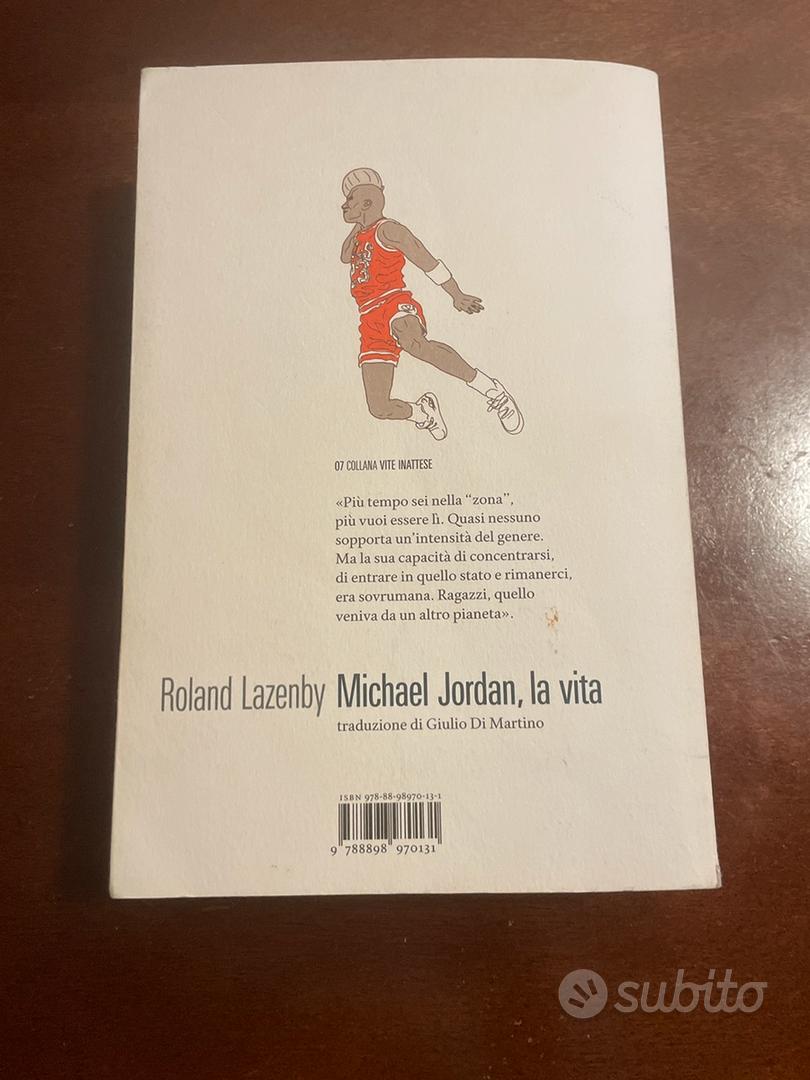 07 COLLANA VITE INATTESE
«Più tempo sei nella “zona”,
più vuoi essere lì. Quasi nessuno
sopporta un’intensità del genere.
Ma la sua capacità di concentrarsi,
di entrare in quello stato e rimanerci,
era sovrumana. Ragazzi, quello
veniva da un altro pianeta».
Roland Lazenby Michael Jordan, la vita
traduzione di Giulio Di Martino
ISBN 978-88-98970-13-1
9 788898 970131
subito